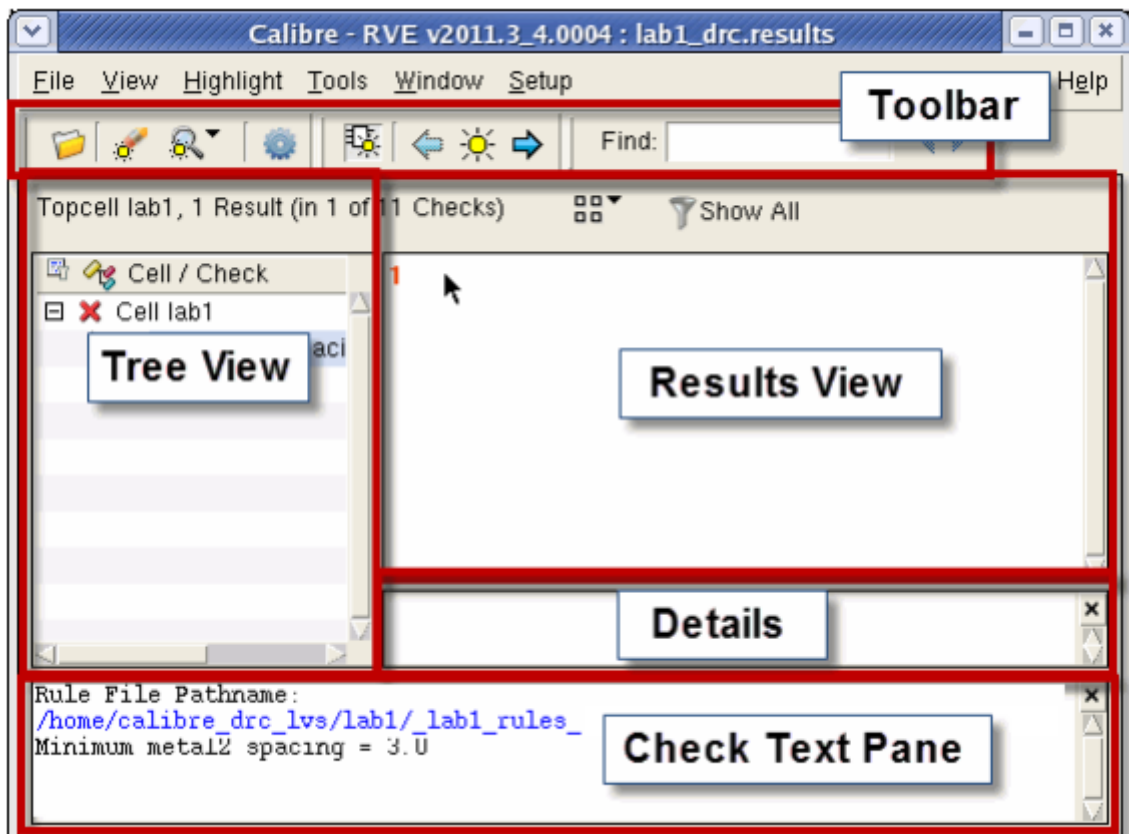 Calibre - RVE v2011.3_4.0004 : lab1_drc.results
File View Highlight Tools Window Setup Help
Toolbar
Find:
Topcell lab1, 1 Result (in 1 of 11 Checks) Show All
Cell / Check
1
Cell lab1
aci
Tree View
Results View
Details
Rule File Pathname:
/home/calibre_drc_lvs/lab1/_lab1_rules_
Minimum metal2 spacing = 3.0
Check Text Pane